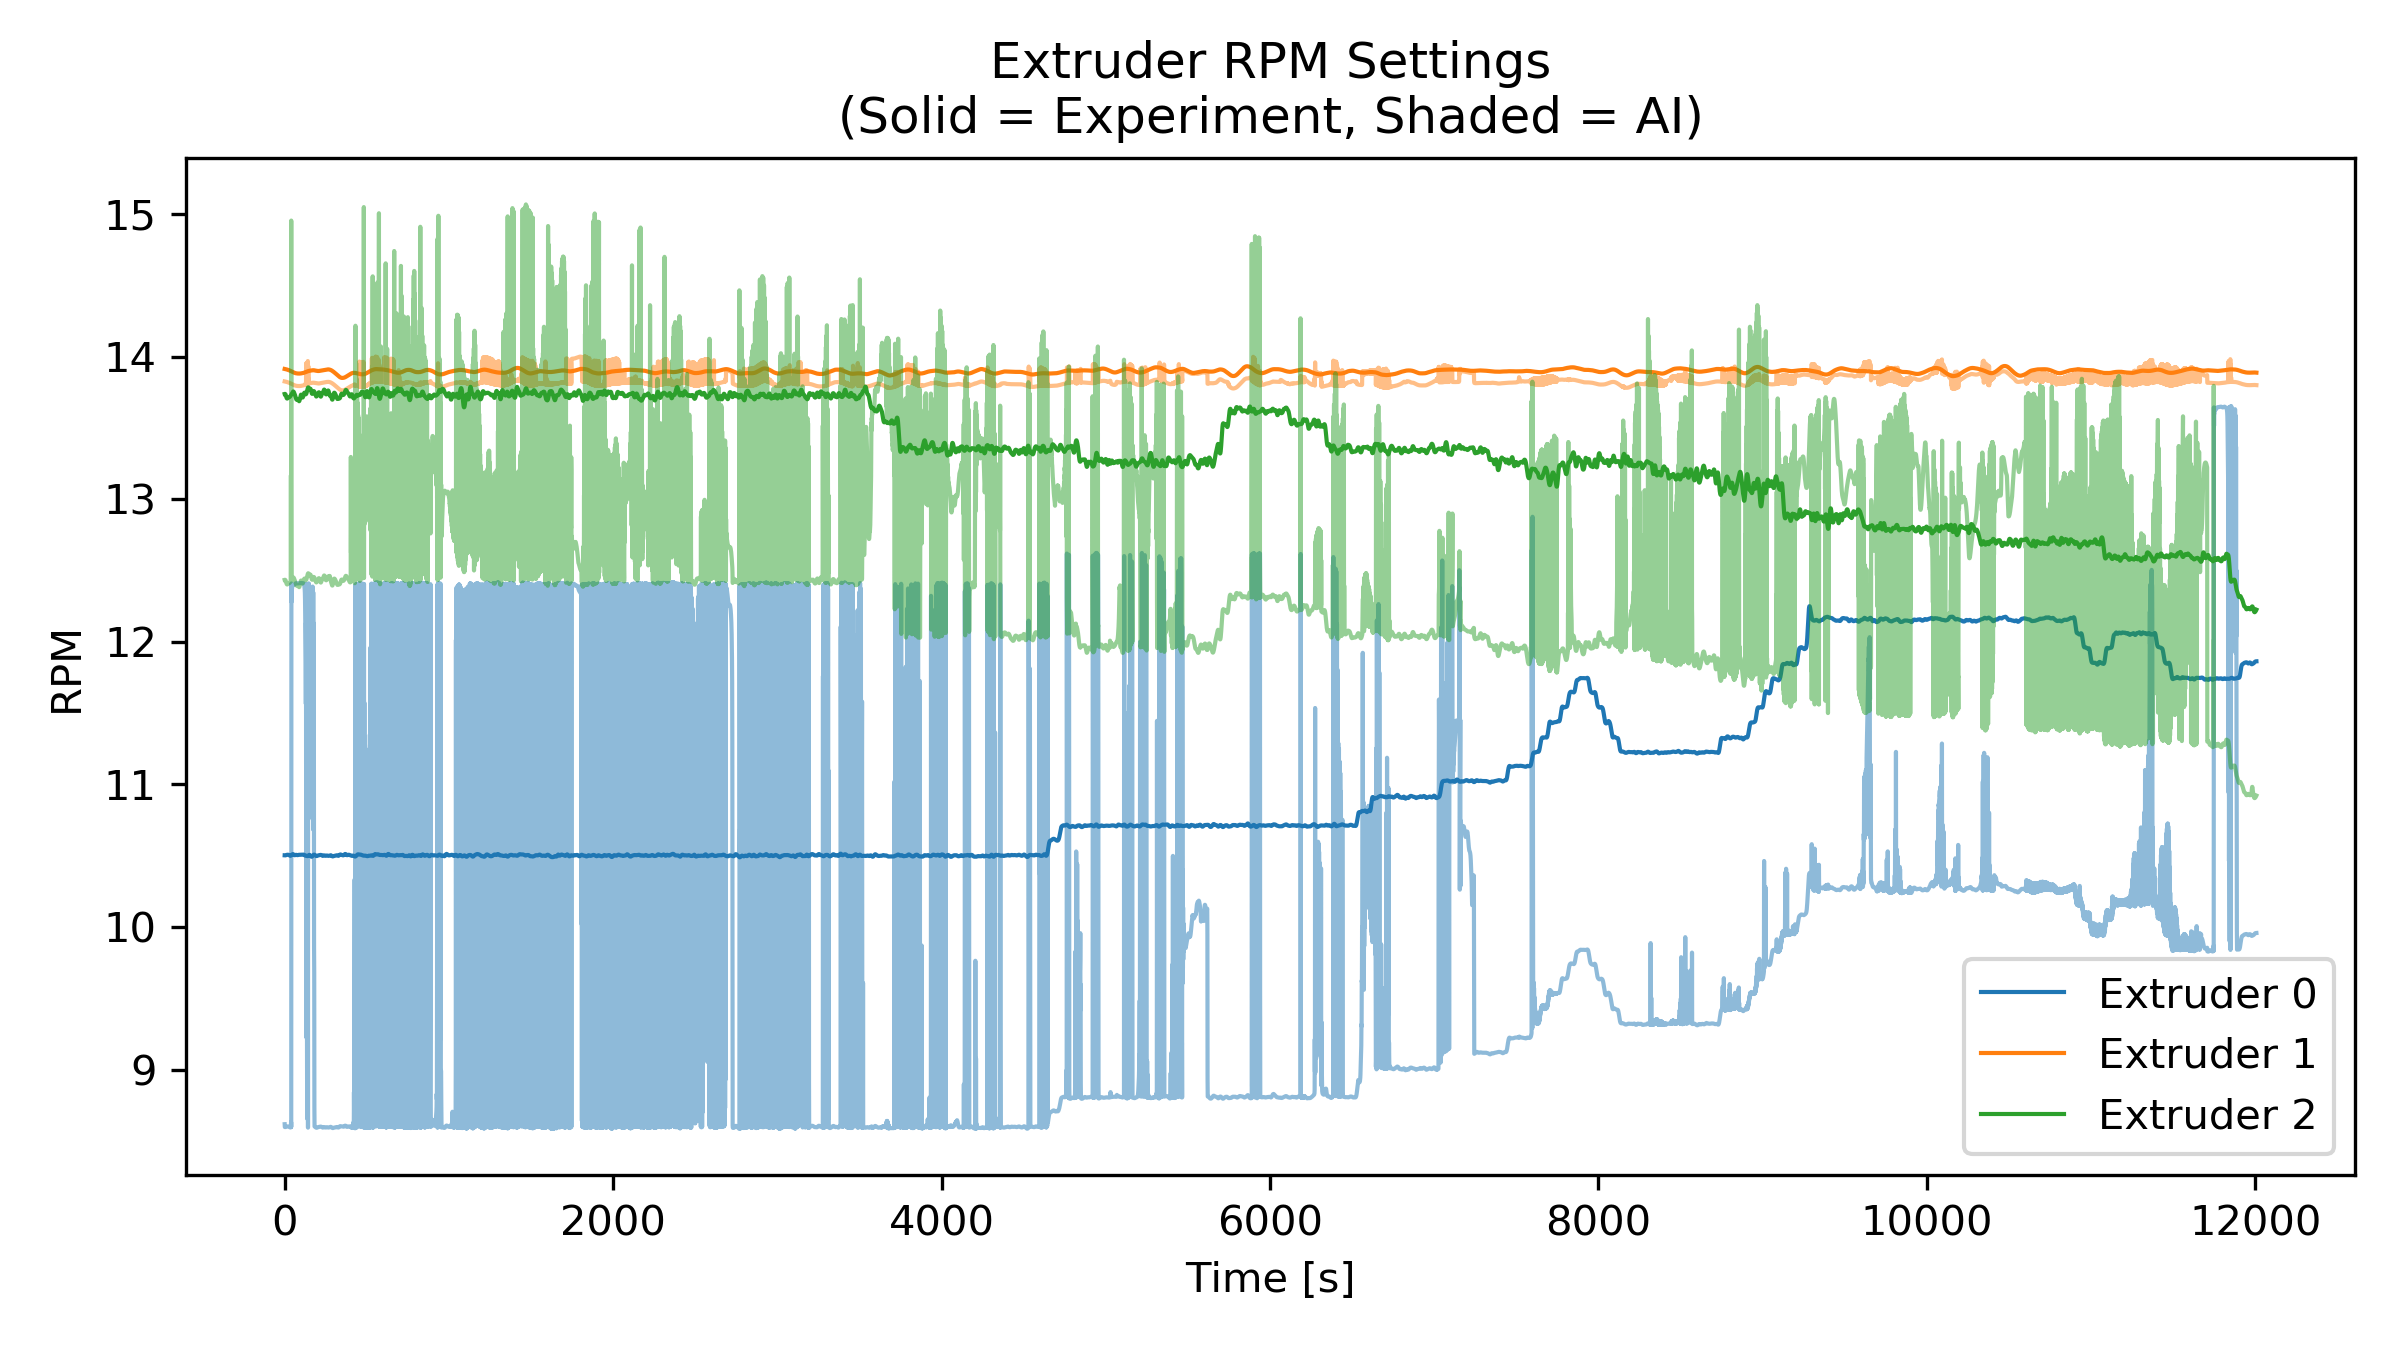 Extruder RPM Settings
(Solid = Experiment, Shaded = AI)
15
14
13
12
11
10
9
RPM
0
2000
4000
6000
8000
10000
12000
Time [s]
Extruder 0
Extruder 1
Extruder 2